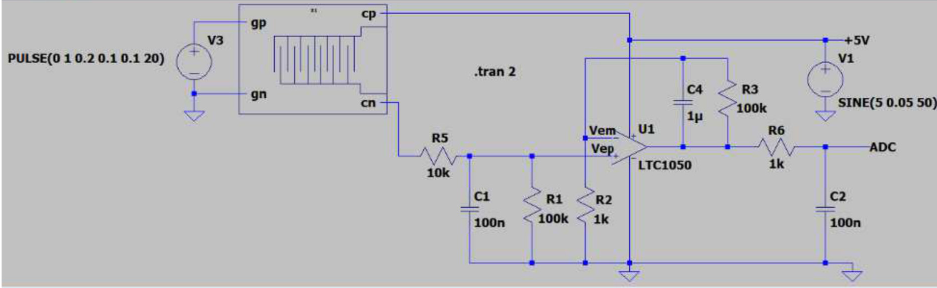 cp
gp
V3
PULSE(0 1 0.2 0.1 0.1 20)
gn
cn
.tran 2
+5V
V1
SINE(5 0.05 50)
C4
1µ
R3
100k
R5
10k
Vem
Vep
U1
LTC1050
R6
1k
ADC
C1
100n
R1
100k
R2
1k
C2
100n